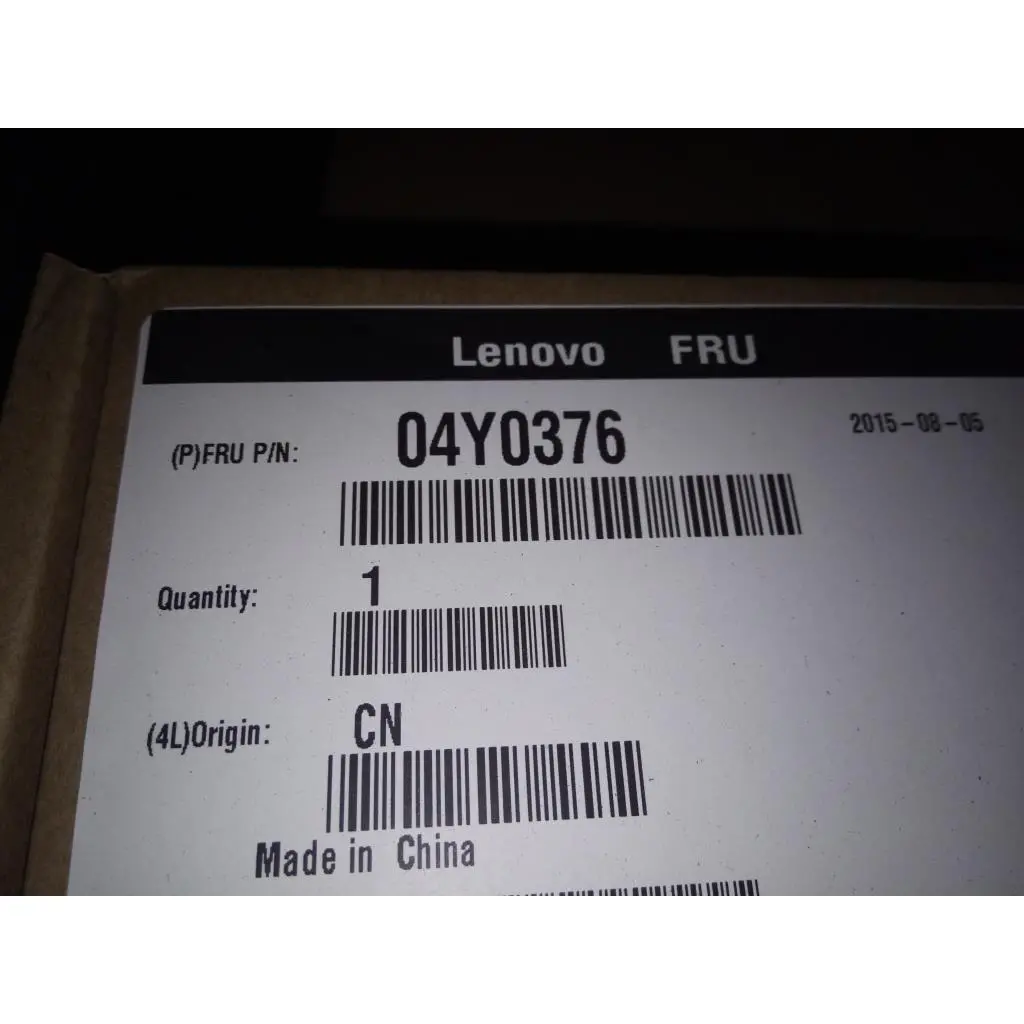 Lenovo FRU
(P)FRU P/N: 04Y0376 2015-08-05
Quantity: 1
(4L)Origin: CN
Made in China